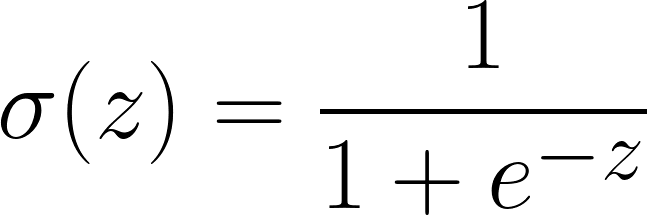 σ(z) = 1 / (1 + e^{-z})